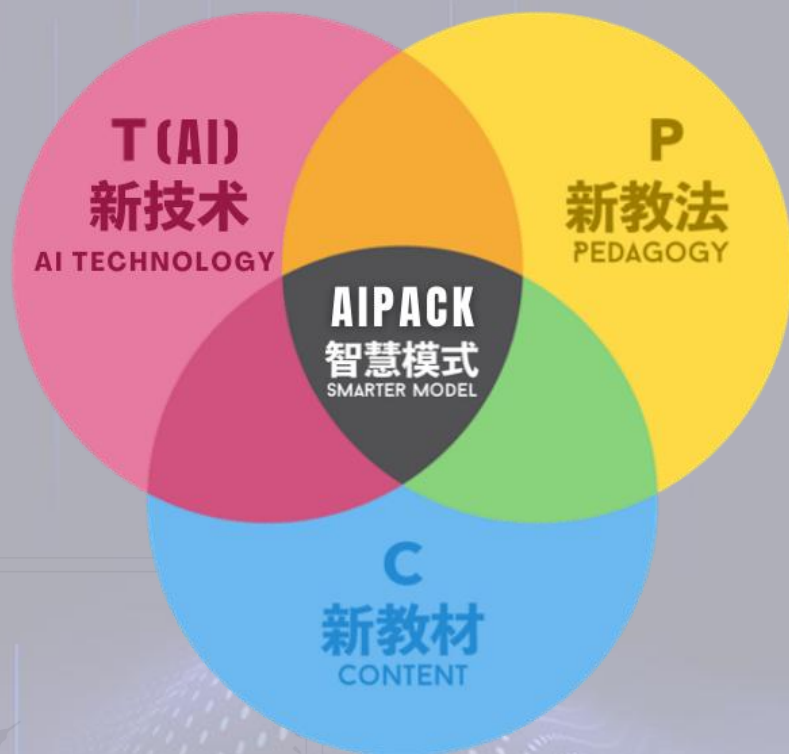 T(AI)
新技术
AI TECHNOLOGY
P
新教法
PEDAGOGY
AIPACK
智慧模式
SMARTER MODEL
C
新教材
CONTENT